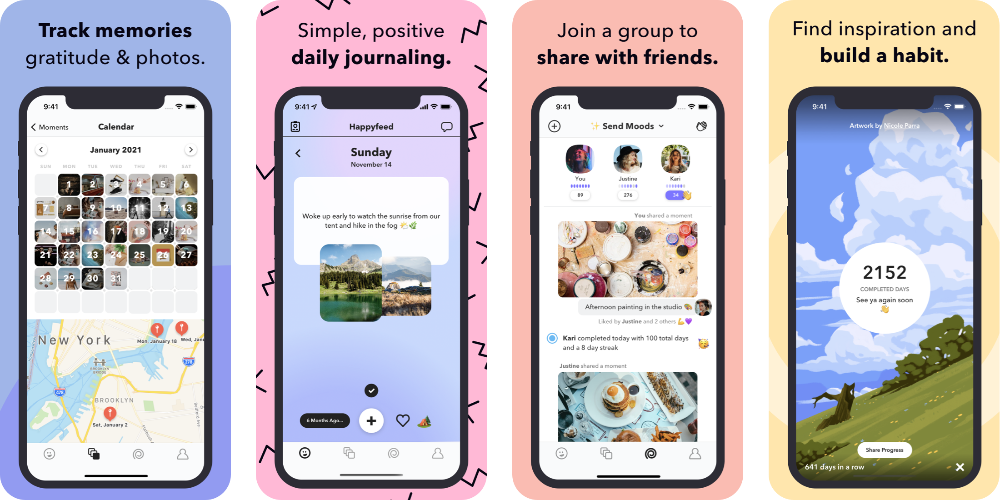 Track memories
gratitude & photos.
9:41
Moments
Calendar
January 2021
SUN MON TUE WED THU FRI SAT
1 2 3 4 5 6
7 8 9 10 11 12 13
14 15 16 17 18 19 20
21 22 23 24 25 26 27
28 29 30 31
New York
Hudson River
Mon, January 18
Wed, Janu
278
BROOKLYN
BRIDGE
478
BROOKLYN
Sat, January 2
Bedford Ave
Flatbush A
Simple, positive
daily journaling.
9:41
Happyfeed
Sunday
November 14
Woke up early to watch the sunrise from our
tent and hike in the fog 🌤️🌿
6 Months Ago...
Join a group to
share with friends.
9:41
✨ Send Moods
You Justine Kari
89 276 34 👋
You shared a moment
Afternoon painting in the studio 🎨
Liked by Justine and 2 others 💪💜
Kari completed today with 100 total days
and a 8 day streak 🥳
Justine shared a moment
Find inspiration and
build a habit.
9:41
Artwork by Nicole Parra
2152
COMPLETED DAYS
See ya again soon
👋
Share Progress
641 days in a row